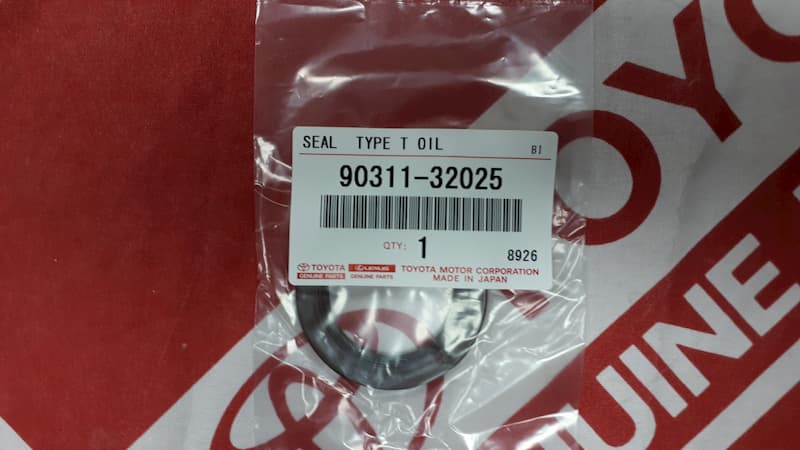 SEAL TYPE T OIL
BI
90311-32025
QTY: 1
8926
TOYOTA GENUINE PARTS
LEXUS GENUINE PARTS
TOYOTA MOTOR CORPORATION
MADE IN JAPAN
TOYO
UINE